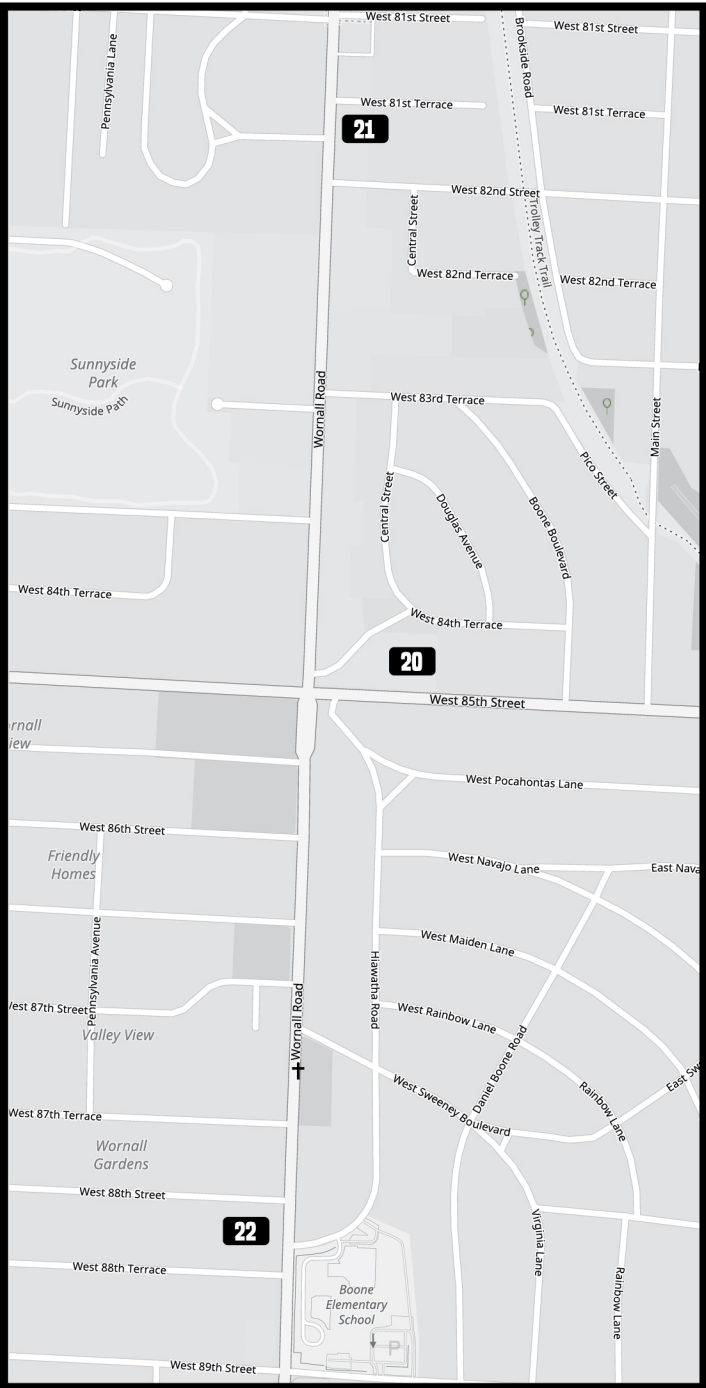 West 81st Street
West 81st Street
Pennsylvania Lane
Brookside Road
West 81st Terrace
West 81st Terrace
21
West 82nd Street
Central Street
Trolley Track Trail
West 82nd Terrace
West 82nd Terrace
Sunnyside
Park
Sunnyside Path
Wornall Road
West 83rd Terrace
Main Street
Pico Street
Central Street
Douglas Avenue
Boone Boulevard
West 84th Terrace
West 84th Terrace
20
West 85th Street
ornall
iew
West Pocahontas Lane
West 86th Street
Friendly
Homes
West Navajo Lane
East Nava
Pennsylvania Avenue
West Maiden Lane
Hiawatha Road
Wornall Road
West 87th Street
West Rainbow Lane
Valley View
Daniel Boone Road
West Sweeney Boulevard
East Sw
Rainbow Lane
West 87th Terrace
Wornall
Gardens
West 88th Street
22
Virginia Lane
West 88th Terrace
Rainbow Lane
Boone
Elementary
School
P
West 89th Street